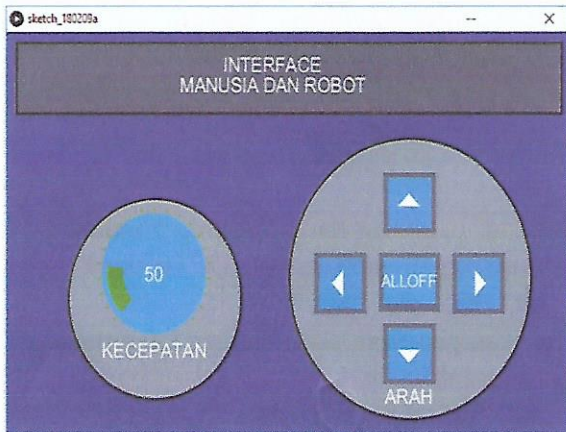 sketch_180209a
INTERFACE
MANUSIA DAN ROBOT
50
KECEPATAN
ALLOFF
ARAH